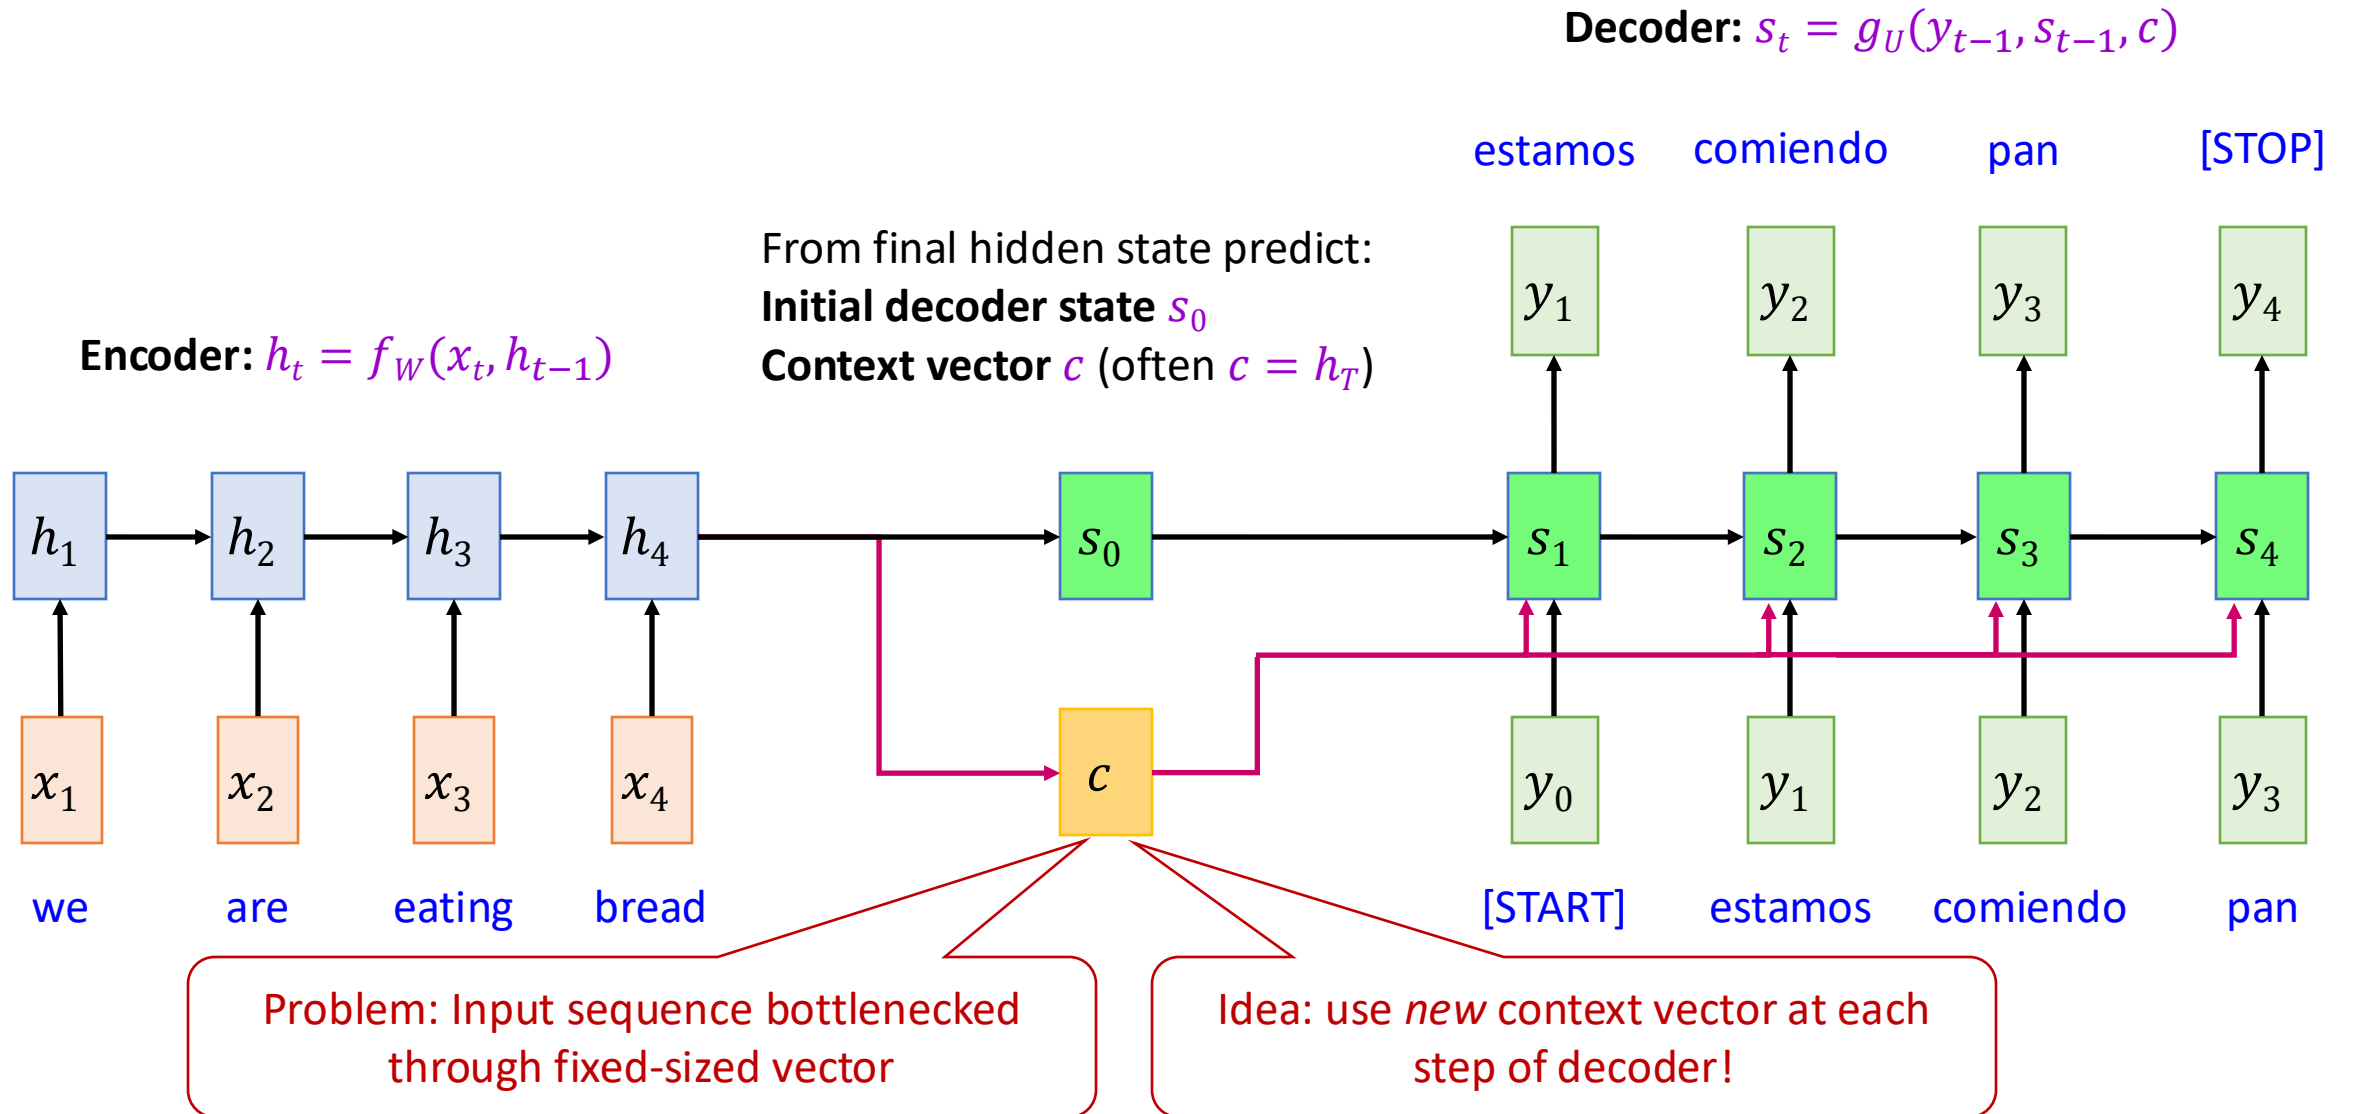 Decoder: $s_t = g_U(y_{t-1}, s_{t-1}, c)$
estamos comiendo pan [STOP]
From final hidden state predict:
Initial decoder state $s_0$
Context vector $c$ (often $c = h_T$)
Encoder: $h_t = f_W(x_t, h_{t-1})$
$y_1$ $y_2$ $y_3$ $y_4$
$h_1$ $h_2$ $h_3$ $h_4$ $s_0$ $s_1$ $s_2$ $s_3$ $s_4$
$x_1$ $x_2$ $x_3$ $x_4$ $c$ $y_0$ $y_1$ $y_2$ $y_3$
we are eating bread [START] estamos comiendo pan
Problem: Input sequence bottlenecked
through fixed-sized vector
Idea: use new context vector at each
step of decoder!